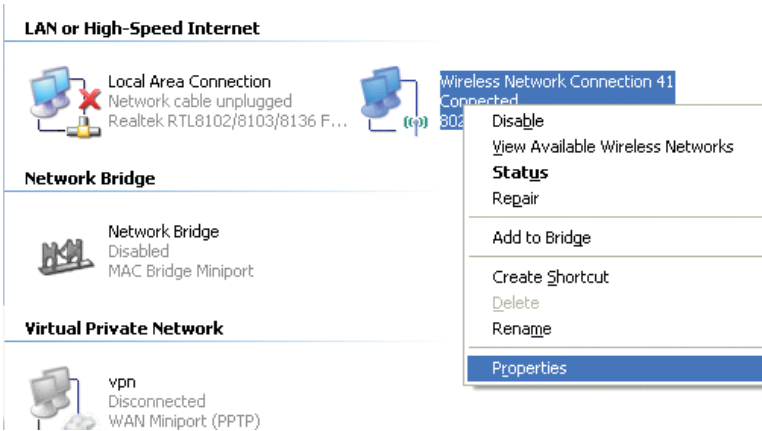 LAN or High-Speed Internet
Local Area Connection
Network cable unplugged
Realtek RTL8102/8103/8136 F...
Wireless Network Connection 41
Connected
802
Disable
View Available Wireless Networks
Status
Repair
Add to Bridge
Create Shortcut
Delete
Rename
Properties
Network Bridge
Network Bridge
Disabled
MAC Bridge Miniport
Virtual Private Network
vpn
Disconnected
WAN Miniport (PPTP)